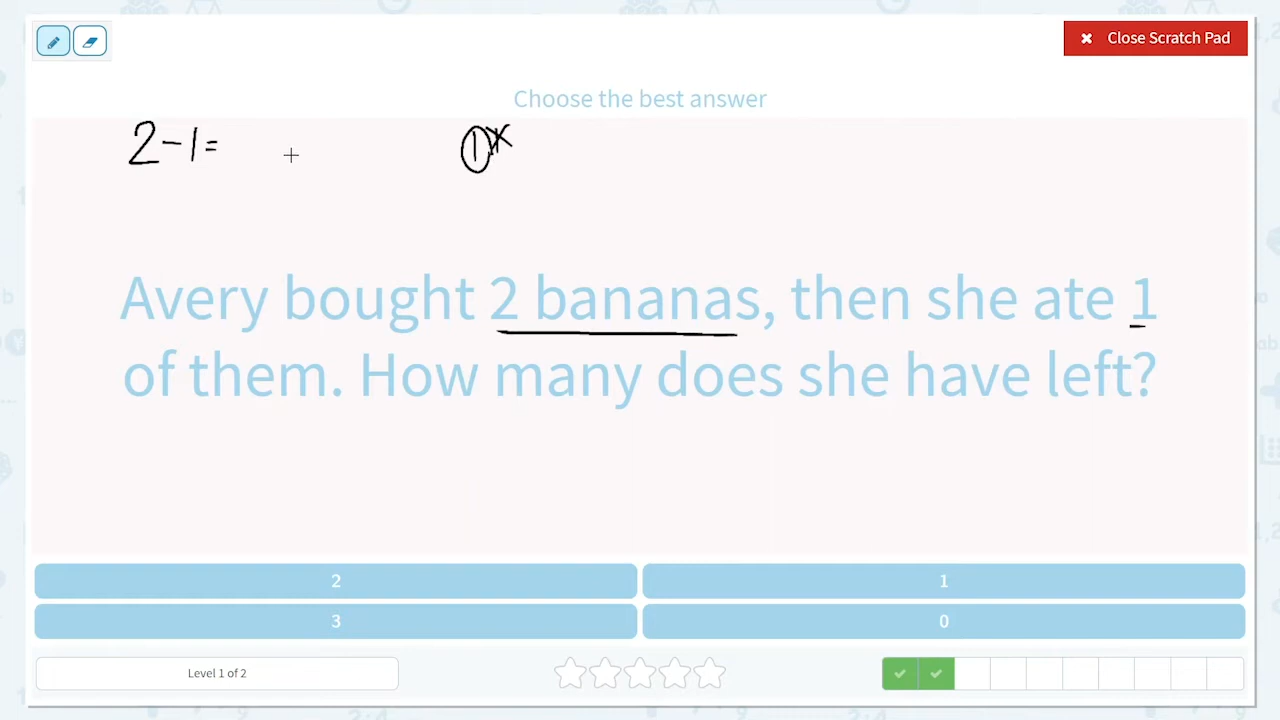 Close Scratch Pad
Choose the best answer
2-1=
1
Avery bought 2 bananas, then she ate 1
of them. How many does she have left?
2
1
3
0
Level 1 of 2